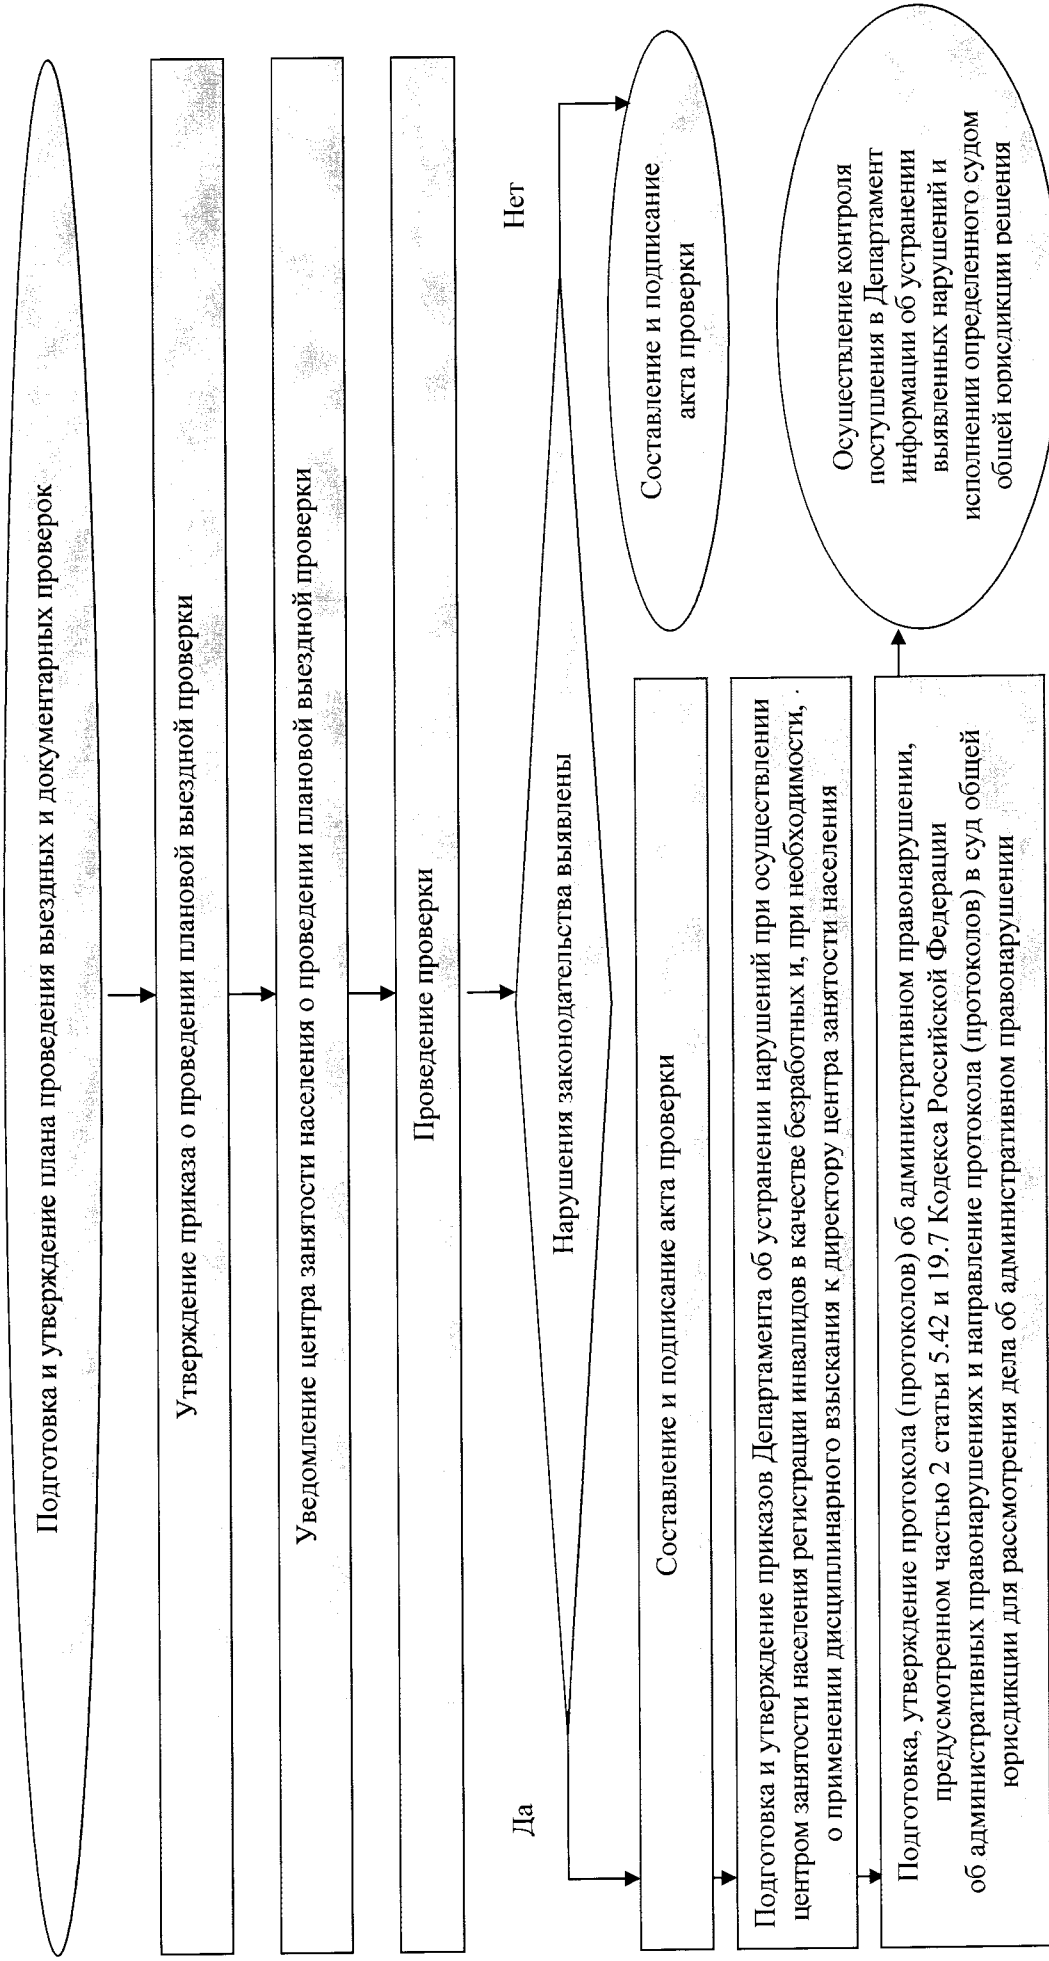 Подготовка и утверждение плана проведения выездных и документарных проверок
Утверждение приказа о проведении плановой выездной проверки
Уведомление центра занятости населения о проведении плановой выездной проверки
Проведение проверки
Нарушения законодательства выявлены
Да
Нет
Составление и подписание акта проверки
Составление и подписание
акта проверки
Подготовка и утверждение приказов Департамента об устранении нарушений при осуществлении
центром занятости населения регистрации инвалидов в качестве безработных и, при необходимости,
о применении дисциплинарного взыскания к директору центра занятости населения
Подготовка, утверждение протокола (протоколов) об административном правонарушении,
предусмотренном частью 2 статьи 5.42 и 19.7 Кодекса Российской Федерации
об административных правонарушениях и направление протокола (протоколов) в суд общей
юрисдикции для рассмотрения дела об административном правонарушении
Осуществление контроля
поступления в Департамент
информации об устранении
выявленных нарушений и
исполнении определенного судом
общей юрисдикции решения